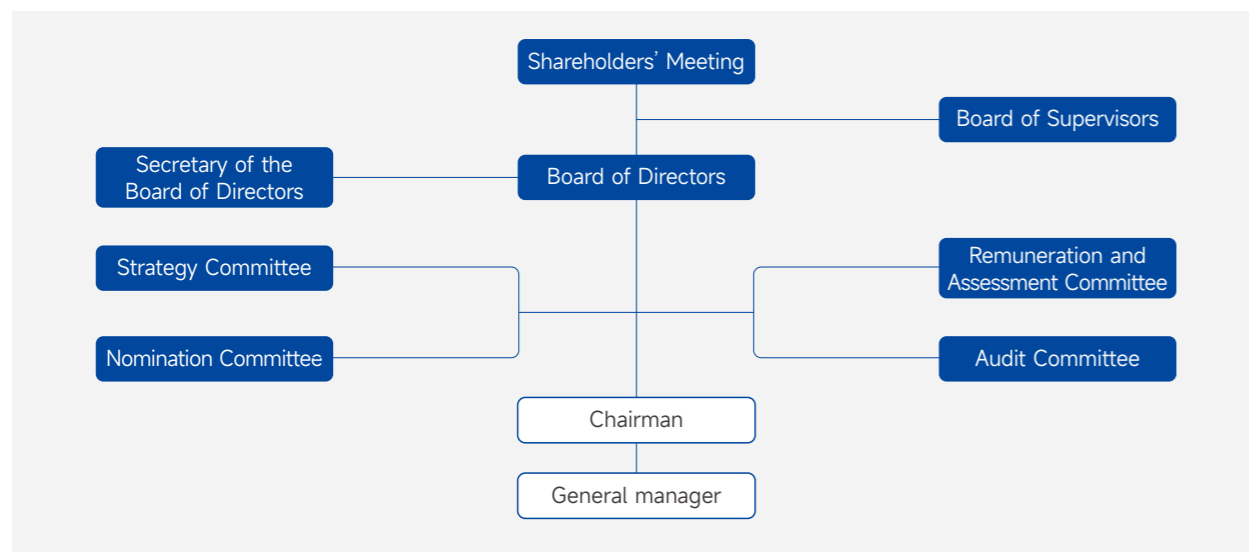 Shareholders’ Meeting
Board of Supervisors
Secretary of the
Board of Directors
Board of Directors
Strategy Committee
Remuneration and
Assessment Committee
Nomination Committee
Audit Committee
Chairman
General manager